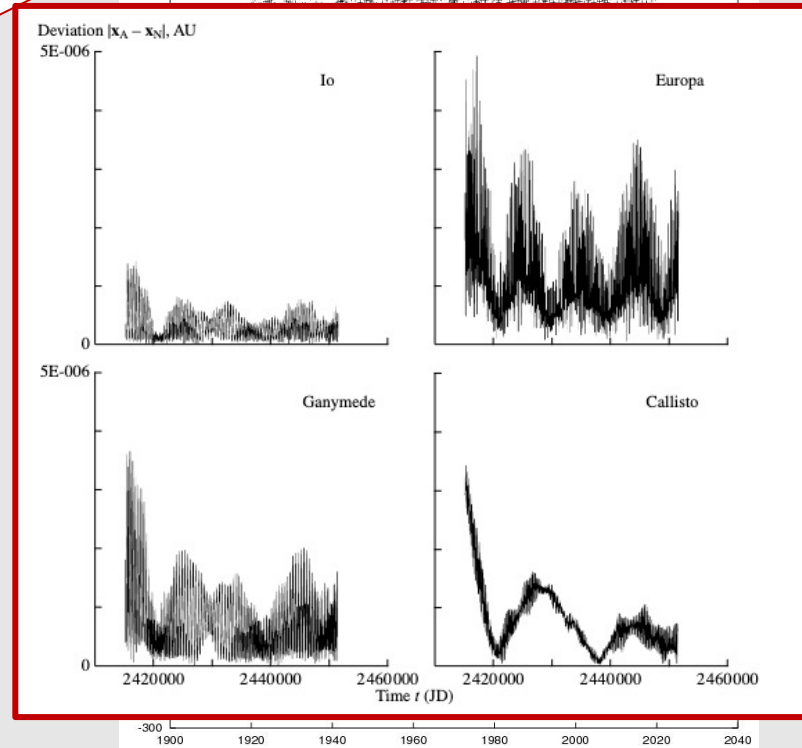 Deviation |xA – xN|, AU
5E-006
Io
Europa
0
5E-006
Ganymede
Callisto
0
2420000 2440000 2460000 2420000 2440000 2460000
Time t (JD)
-300
1900 1920 1940 1960 1980 2000 2020 2040